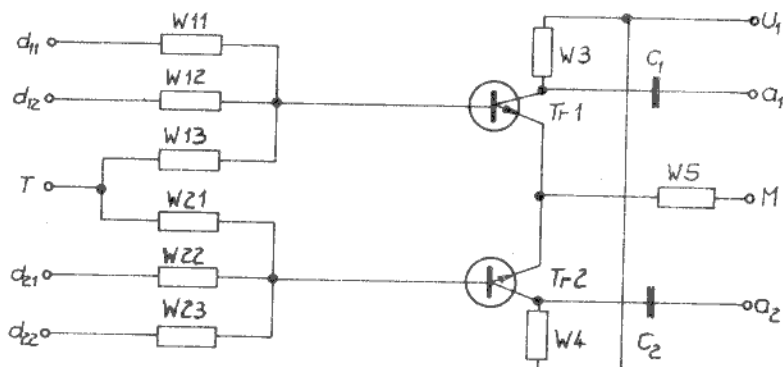 W11
d₁₁
U₁
W12
W3
C₁
d₁₂
Tr1
a₁
W13
T
W5
M
W21
W22
d₂₁
Tr2
W23
a₂
d₂₂
W4
C₂